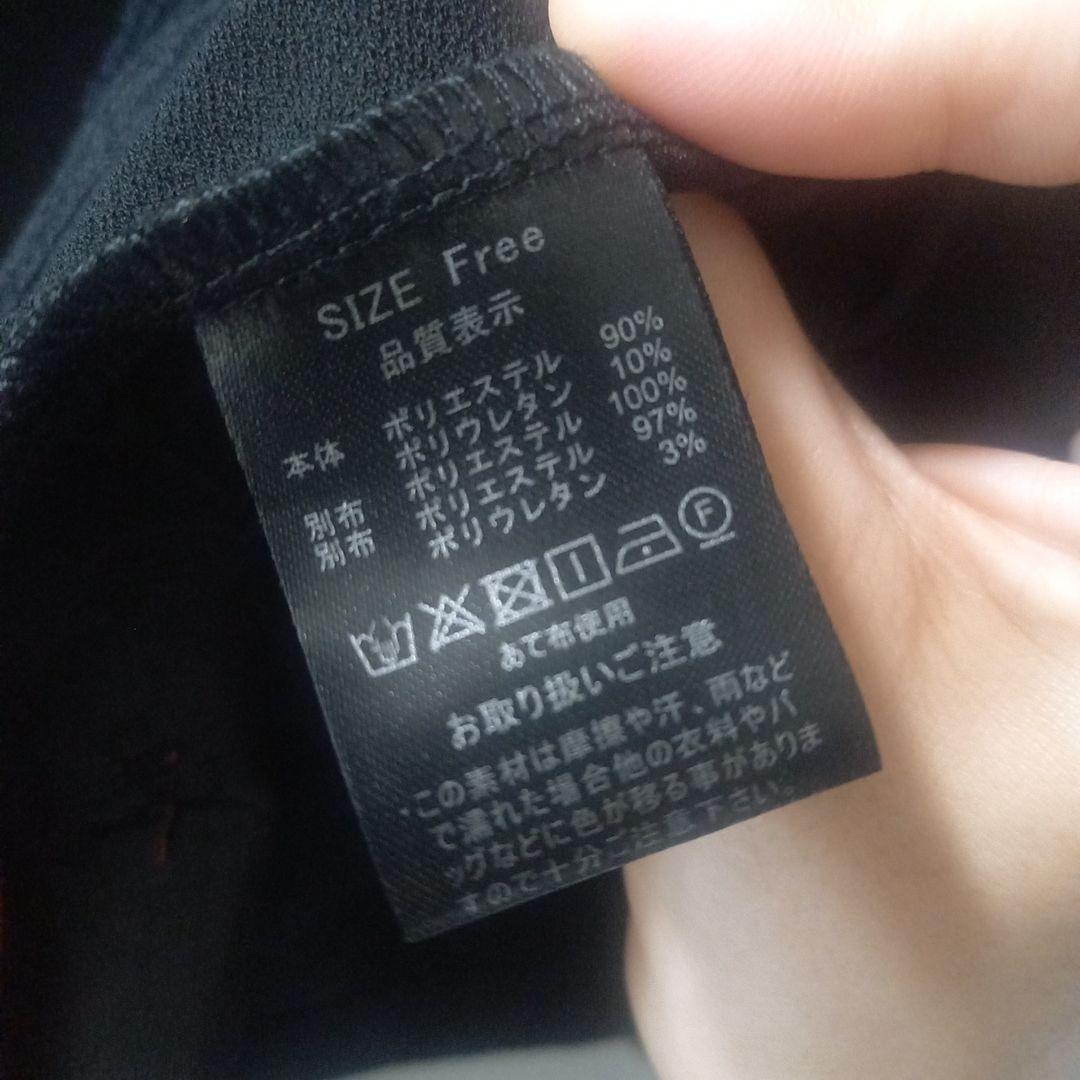 SIZE Free
品質表示
本体 ポリエステル 90%
ポリウレタン 10%
別布 ポリエステル 100%
別布 ポリエステル 97%
ポリウレタン 3%
F
あて布使用
お取り扱いご注意
・この素材は摩擦や汗、雨など
で濡れた場合他の衣料やバ
ッグなどに色が移る事がありま
すので十分ご注意下さい。